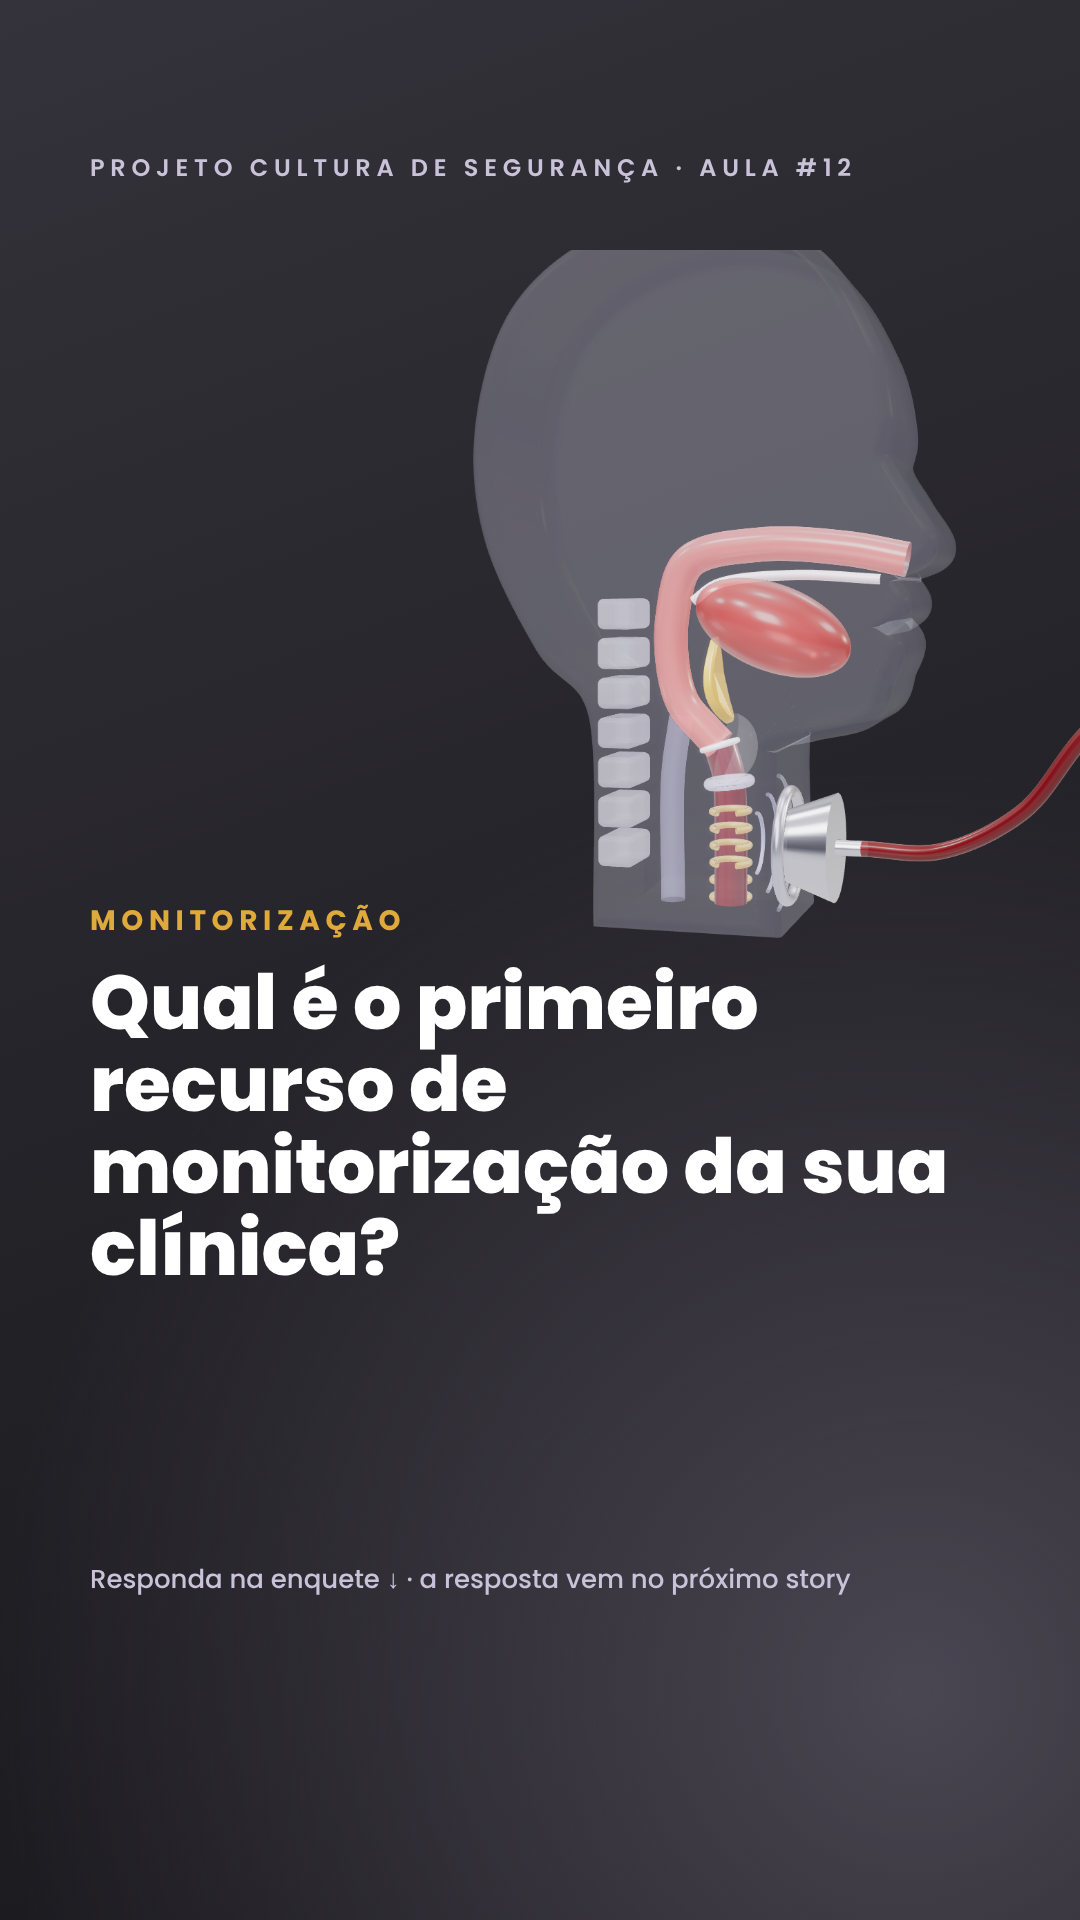 PROJETO CULTURA DE SEGURANÇA · AULA #12
MONITORIZAÇÃO
Qual é o primeiro
recurso de
monitorização da sua
clínica?
Responda na enquete ↓ · a resposta vem no próximo story